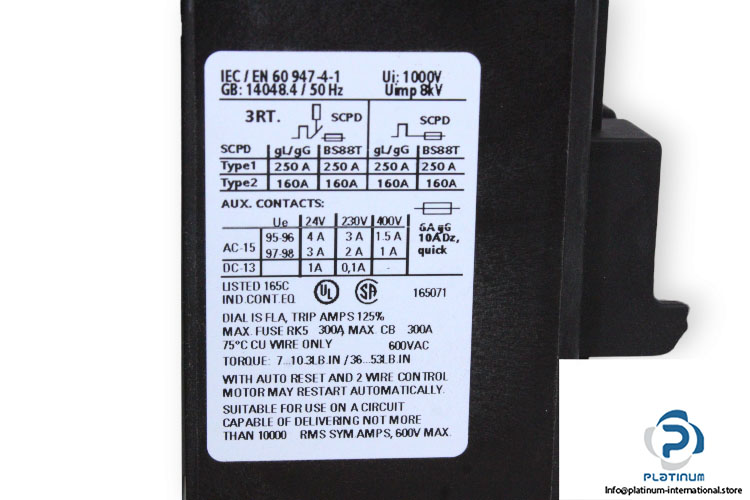 IEC / EN 60 947-4-1 Ui: 1000V
GB: 14048.4 / 50 Hz Uimp 8kV
3RT. SCPD SCPD
SCPD gL/gG BS88T gL/gG BS88T
Type1 250 A 250 A 250 A 250 A
Type2 160A 160A 160A 160A
AUX. CONTACTS:
Ue 24V 230V 400V
AC-15 95-96 4 A 3 A 1.5 A
97-98 3 A 2 A 1 A
DC-13 1A 0,1A -
GA gG
10A Dz,
quick
LISTED 165C
IND.CONT.EQ. UL SA 165071
DIAL IS FLA, TRIP AMPS 125%
MAX. FUSE RK5 300A, MAX. CB 300A
75°C CU WIRE ONLY 600VAC
TORQUE: 7...10.3LB.IN / 36...53LB.IN
WITH AUTO RESET AND 2 WIRE CONTROL
MOTOR MAY RESTART AUTOMATICALLY.
SUITABLE FOR USE ON A CIRCUIT
CAPABLE OF DELIVERING NOT MORE
THAN 10000 RMS SYM AMPS, 600V MAX.
PLATINUM
Info@platinum-international.store